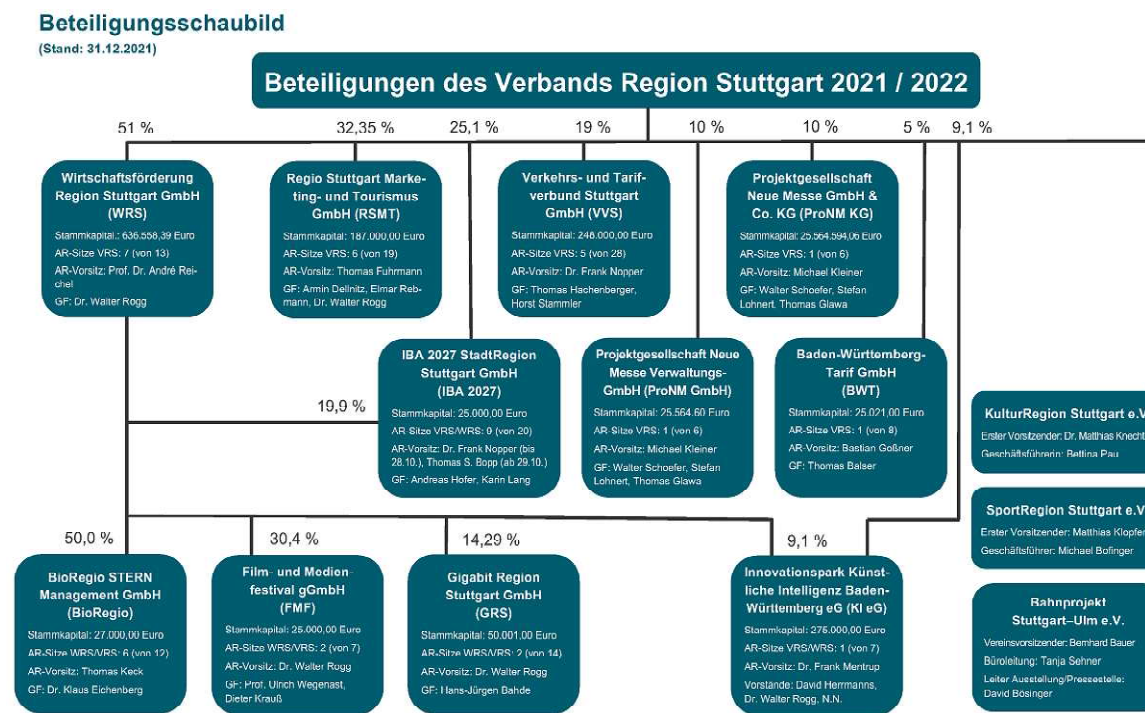 Beteiligungsschaubild
(Stand: 31.12.2021)
Beteiligungen des Verbands Region Stuttgart 2021 / 2022
51 %
32,35 %
25,1 %
19 %
10 %
10 %
5 %
9,1 %
Wirtschaftsförderung
Region Stuttgart GmbH
(WRS)
Stammkapital.: 636.558,39 Euro
AR-Sitze VRS: 7 (von 13)
AR-Vorsitz: Prof. Dr. André Rei-
chel
GF: Dr. Walter Rogg
Regio Stuttgart Marke-
ting- und Tourismus
GmbH (RSMT)
Stammkapital: 187.000,00 Euro
AR-Sitze VRS: 6 (von 19)
AR-Vorsitz: Thomas Fuhrmann
GF: Armin Dellnitz, Elmar Reb-
mann, Dr. Walter Rogg
Verkehrs- und Tarif-
verbund Stuttgart
GmbH (VVS)
Stammkapital: 248.000,00 Euro
AR-Sitze VRS: 5 (von 28)
AR-Vorsitz: Dr. Frank Nopper
GF: Thomas Hachenberger,
Horst Stammler
Projektgesellschaft
Neue Messe GmbH &
Co. KG (ProNM KG)
Stammkapital: 25.564.594,06 Euro
AR-Sitze VRS: 1 (von 6)
AR-Vorsitz: Michael Kleiner
GF: Walter Schoefer, Stefan
Lohnert, Thomas Glawa
19,9 %
IBA 2027 StadtRegion
Stuttgart GmbH
(IBA 2027)
Stammkapital: 25.000,00 Euro
AR-Sitze VRS/WRS: 9 (von 20)
AR-Vorsitz: Dr. Frank Nopper (bis
28.10.), Thomas S. Bopp (ab 29.10.)
GF: Andreas Hofer, Karin Lang
Projektgesellschaft Neue
Messe Verwaltungs-
GmbH (ProNM GmbH)
Stammkapital: 25.564.60 Euro
AR-Sitze VRS: 1 (von 6)
AR-Vorsitz: Michael Kleiner
GF: Walter Schoefer, Stefan
Lohnert, Thomas Glawa
Baden-Württemberg-
Tarif GmbH
(BWT)
Stammkapital: 25.021,00 Euro
AR-Sitze VRS: 1 (von 8)
AR-Vorsitz: Bastian Goßner
GF: Thomas Balser
KulturRegion Stuttgart e.V.
Erster Vorsitzender: Dr. Matthias Knecht
Geschäftsführerin: Bettina Pau
SportRegion Stuttgart e.V.
Erster Vorsitzender: Matthias Klopfer
Geschäftsführer: Michael Bofinger
Bahnprojekt
Stuttgart–Ulm e.V.
Vereinsvorsitzender: Bernhard Bauer
Büroleitung: Tanja Sehner
Leiter Ausstellung/Pressestelle:
David Bösinger
50,0 %
30,4 %
14,29 %
9,1 %
BioRegio STERN
Management GmbH
(BioRegio)
Stammkapital: 27.000,00 Euro
AR-Sitze WRS/VRS: 6 (von 12)
AR-Vorsitz: Thomas Keck
GF: Dr. Klaus Eichenberg
Film- und Medien-
festival gGmbH
(FMF)
Stammkapital: 25.000,00 Euro
AR-Sitze WRS/VRS: 2 (von 7)
AR-Vorsitz: Dr. Walter Rogg
GF: Prof. Ulrich Wegenast,
Dieter Krauß
Gigabit Region
Stuttgart GmbH
(GRS)
Stammkapital: 50.001,00 Euro
AR-Sitze WRS/VRS: 2 (von 14)
AR-Vorsitz: Dr. Walter Rogg
GF: Hans-Jürgen Bahde
Innovationspark Künst-
liche Intelligenz Baden-
Württemberg eG (KI eG)
Stammkapital: 275.000,00 Euro
AR-Sitze VRS/WRS: 1 (von 7)
AR-Vorsitz: Dr. Frank Mentrup
Vorstände: David Herrmanns,
Dr. Walter Rogg, N.N.